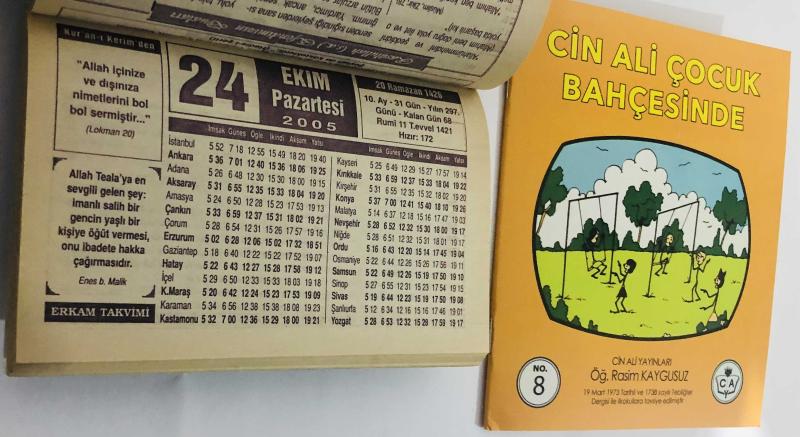 Kur'an-ı Kerim'den
"Allah içinize
ve dışınıza
nimetlerini bol
bol sermiştir..."
(Lokman 20)
Allah Teala'ya en
sevgili gelen şey:
imanlı salih bir
gencin yaşlı bir
kişiye öğüt vermesi,
onu ibadete hakka
çağırmasıdır.
Enes b. Malik
ERKAM TAKVİMİ
24
EKİM
Pazartesi
2005
20 Ramazan 1426
10. Ay - 31 Gün - Yılın 297.
Günü - Kalan Gün 68
Rumî 11 T.evvel 1421
Hızır: 172
İmsak Güneş Öğle İkindi Akşam Yatsı
İstanbul 5 52 7 18 12 55 15 49 18 20 19 40
Ankara 5 36 7 01 12 40 15 36 18 06 19 25
Adana 5 26 6 48 12 30 15 30 18 00 19 15
Aksaray 5 31 6 55 12 35 15 33 18 04 19 20
Amasya 5 24 6 50 12 28 15 23 17 53 19 13
Çankırı 5 33 6 59 12 37 15 31 18 02 19 21
Çorum 5 28 6 54 12 31 15 26 17 57 19 16
Erzurum 5 02 6 28 12 06 15 02 17 32 18 51
Gaziantep 5 18 6 40 12 22 15 22 17 52 19 07
Hatay 5 22 6 43 12 27 15 28 17 58 19 12
İçel 5 29 6 50 12 33 15 33 18 03 19 18
K.Maraş 5 20 6 42 12 24 15 23 17 53 19 09
Karaman 5 34 6 56 12 38 15 38 18 08 19 23
Kastamonu 5 32 7 00 12 36 15 29 18 00 19 21
İmsak Güneş Öğle İkindi Akşam Yatsı
Kayseri 5 25 6 49 12 29 15 27 17 57 19 14
Kırıkkale 5 33 6 59 12 37 15 33 18 04 19 22
Kırşehir 5 31 6 55 12 35 15 32 18 02 19 20
Konya 5 37 7 00 12 41 15 40 18 10 19 26
Malatya 5 14 6 37 12 18 15 16 17 47 19 03
Nevşehir 5 28 6 52 12 32 15 30 18 00 19 17
Niğde 5 28 6 51 12 32 15 31 18 01 19 17
Ordu 5 16 6 43 12 20 15 14 17 45 19 04
Osmaniye 5 22 6 44 12 26 15 26 17 56 19 11
Samsun 5 22 6 49 12 26 15 19 17 50 19 10
Sinop 5 27 6 55 12 31 15 23 17 54 19 15
Sivas 5 19 6 44 12 23 15 19 17 50 19 08
Şanlıurfa 5 12 6 34 12 16 15 16 17 46 19 01
Yozgat 5 28 6 53 12 32 15 28 17 59 19 17
CİN ALİ ÇOCUK
BAHÇESİNDE
CİN ALİ YAYINLARI
Öğ. Rasim KAYGUSUZ
19 Mart 1973 Tarihli ve 1738 sayılı Tebliğler
Dergisi ile ilkokullara tavsiye edilmiştir
NO.
8
C A
Y